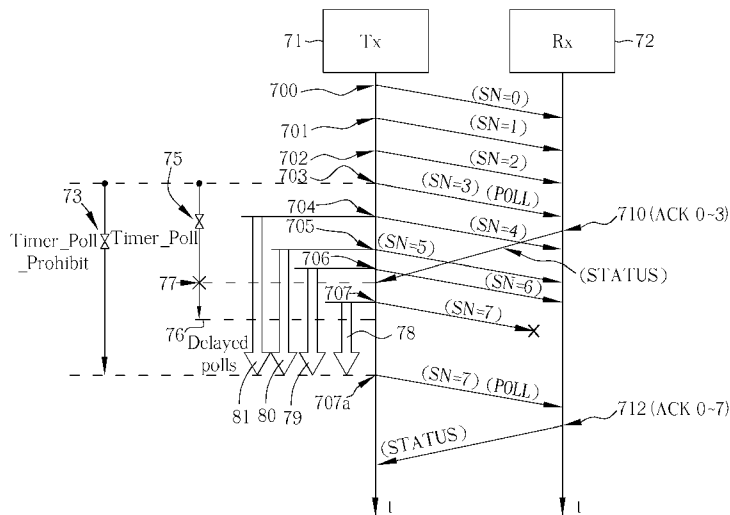 71
Tx
Rx
72
700
(SN=0)
701
(SN=1)
702
(SN=2)
75
703
(SN=3) (POLL)
73
704
710 (ACK 0~3)
Timer_Poll
_Prohibit
Timer_Poll
705
(SN=5)
(SN=4)
706
(STATUS)
77
(SN=6)
707
(SN=7)
76
Delayed
polls
78
81
80
79
707a
(SN=7) (POLL)
712 (ACK 0~7)
(STATUS)
t
t